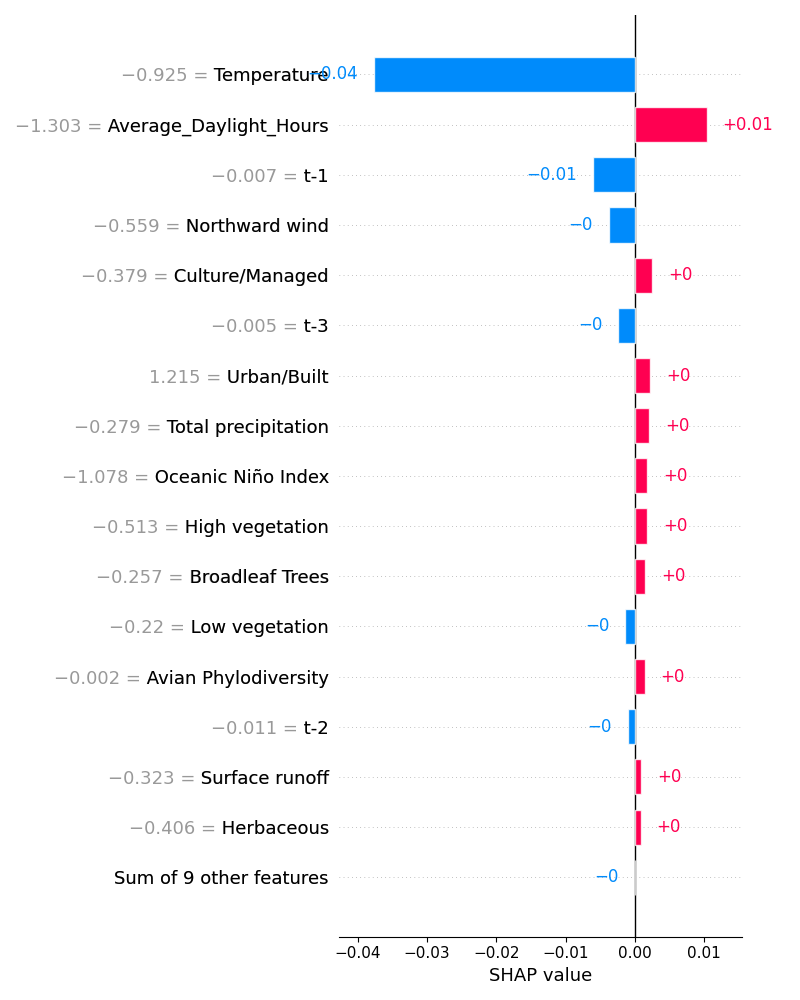 −0.925 = Temperature −0.04
−1.303 = Average_Daylight_Hours +0.01
−0.007 = t-1 −0.01
−0.559 = Northward wind −0
−0.379 = Culture/Managed +0
−0.005 = t-3 −0
1.215 = Urban/Built +0
−0.279 = Total precipitation +0
−1.078 = Oceanic Niño Index +0
−0.513 = High vegetation +0
−0.257 = Broadleaf Trees +0
−0.22 = Low vegetation −0
−0.002 = Avian Phylodiversity +0
−0.011 = t-2 −0
−0.323 = Surface runoff +0
−0.406 = Herbaceous +0
Sum of 9 other features −0
−0.04 −0.03 −0.02 −0.01 0.00 0.01
SHAP value